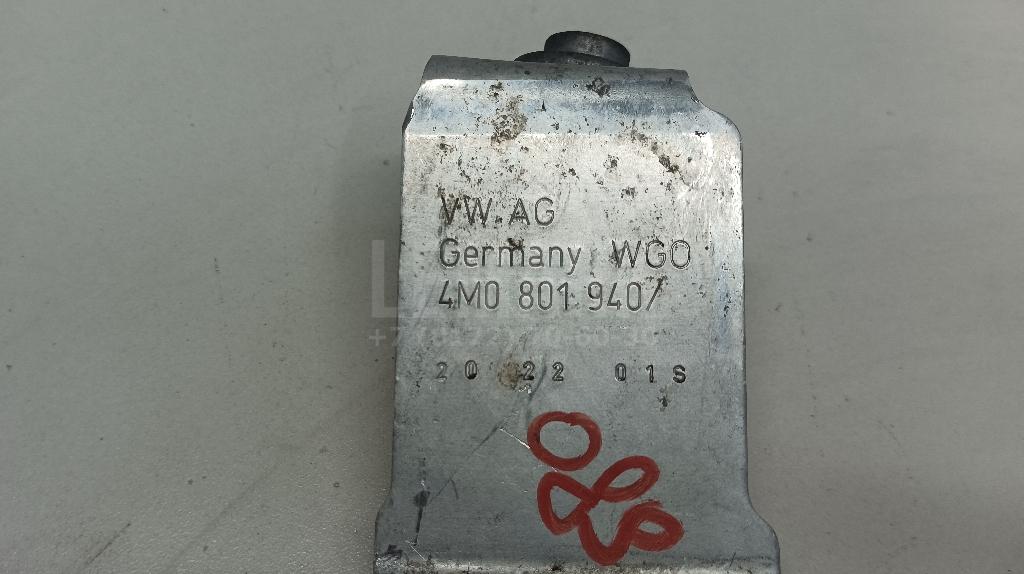 VW AG
Germany WGO
4M0 801 940/
20 22 01S